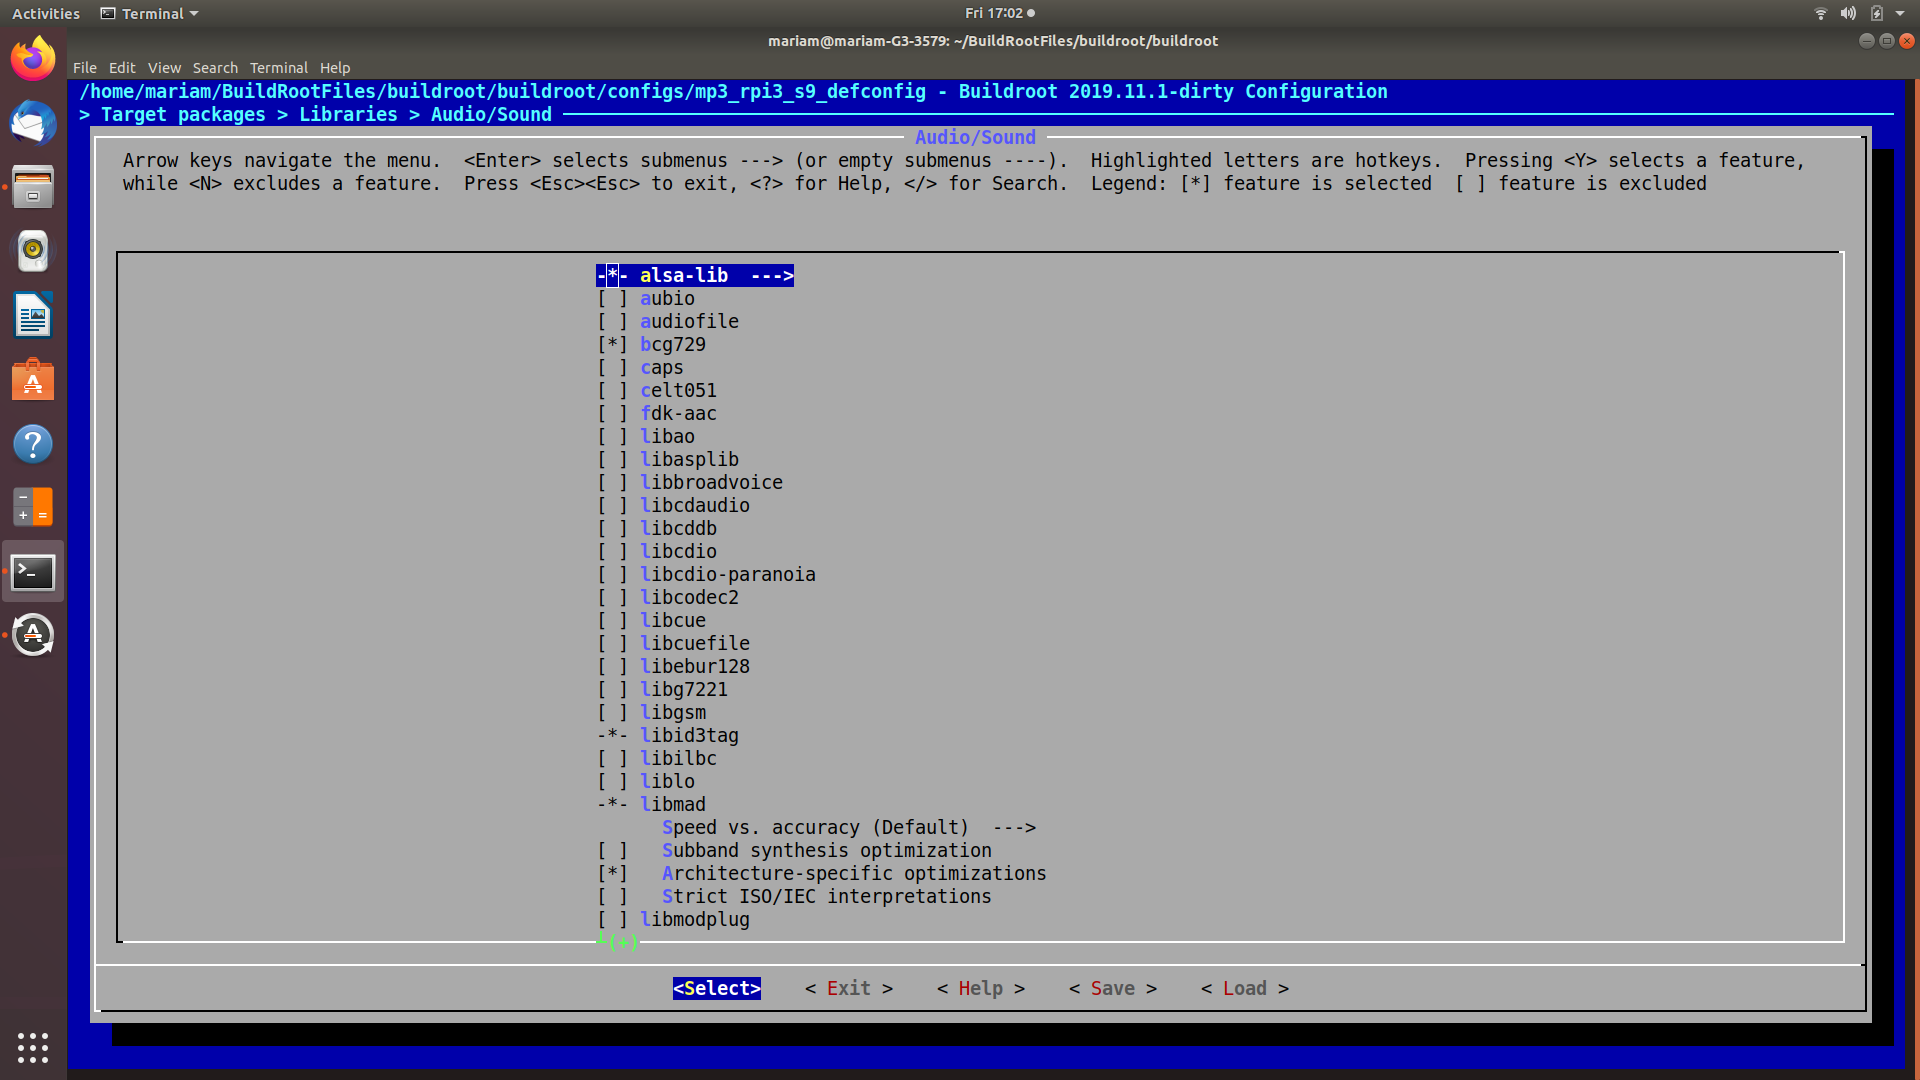 Activities Terminal Fri 17:02
mariam@mariam-G3-3579: ~/BuildRootFiles/buildroot/buildroot
File Edit View Search Terminal Help
/home/mariam/BuildRootFiles/buildroot/buildroot/configs/mp3_rpi3_s9_defconfig - Buildroot 2019.11.1-dirty Configuration
> Target packages > Libraries > Audio/Sound
Audio/Sound
Arrow keys navigate the menu.  <Enter> selects submenus ---> (or empty submenus ----).  Highlighted letters are hotkeys.  Pressing <Y> selects a feature,
while <N> excludes a feature.  Press <Esc><Esc> to exit, <?> for Help, </> for Search.  Legend: [*] feature is selected  [ ] feature is excluded
-*- alsa-lib  --->
[ ] aubio
[ ] audiofile
[*] bcg729
[ ] caps
[ ] celt051
[ ] fdk-aac
[ ] libao
[ ] libasplib
[ ] libbroadvoice
[ ] libcdaudio
[ ] libcddb
[ ] libcdio
[ ] libcdio-paranoia
[ ] libcodec2
[ ] libcue
[ ] libcuefile
[ ] libebur128
[ ] libg7221
[ ] libgsm
-*- libid3tag
[ ] libilbc
[ ] liblo
-*- libmad
Speed vs. accuracy (Default)  --->
[ ]   Subband synthesis optimization
[*]   Architecture-specific optimizations
[ ]   Strict ISO/IEC interpretations
[ ] libmodplug
┴(+)
<Select>    < Exit >    < Help >    < Save >    < Load >